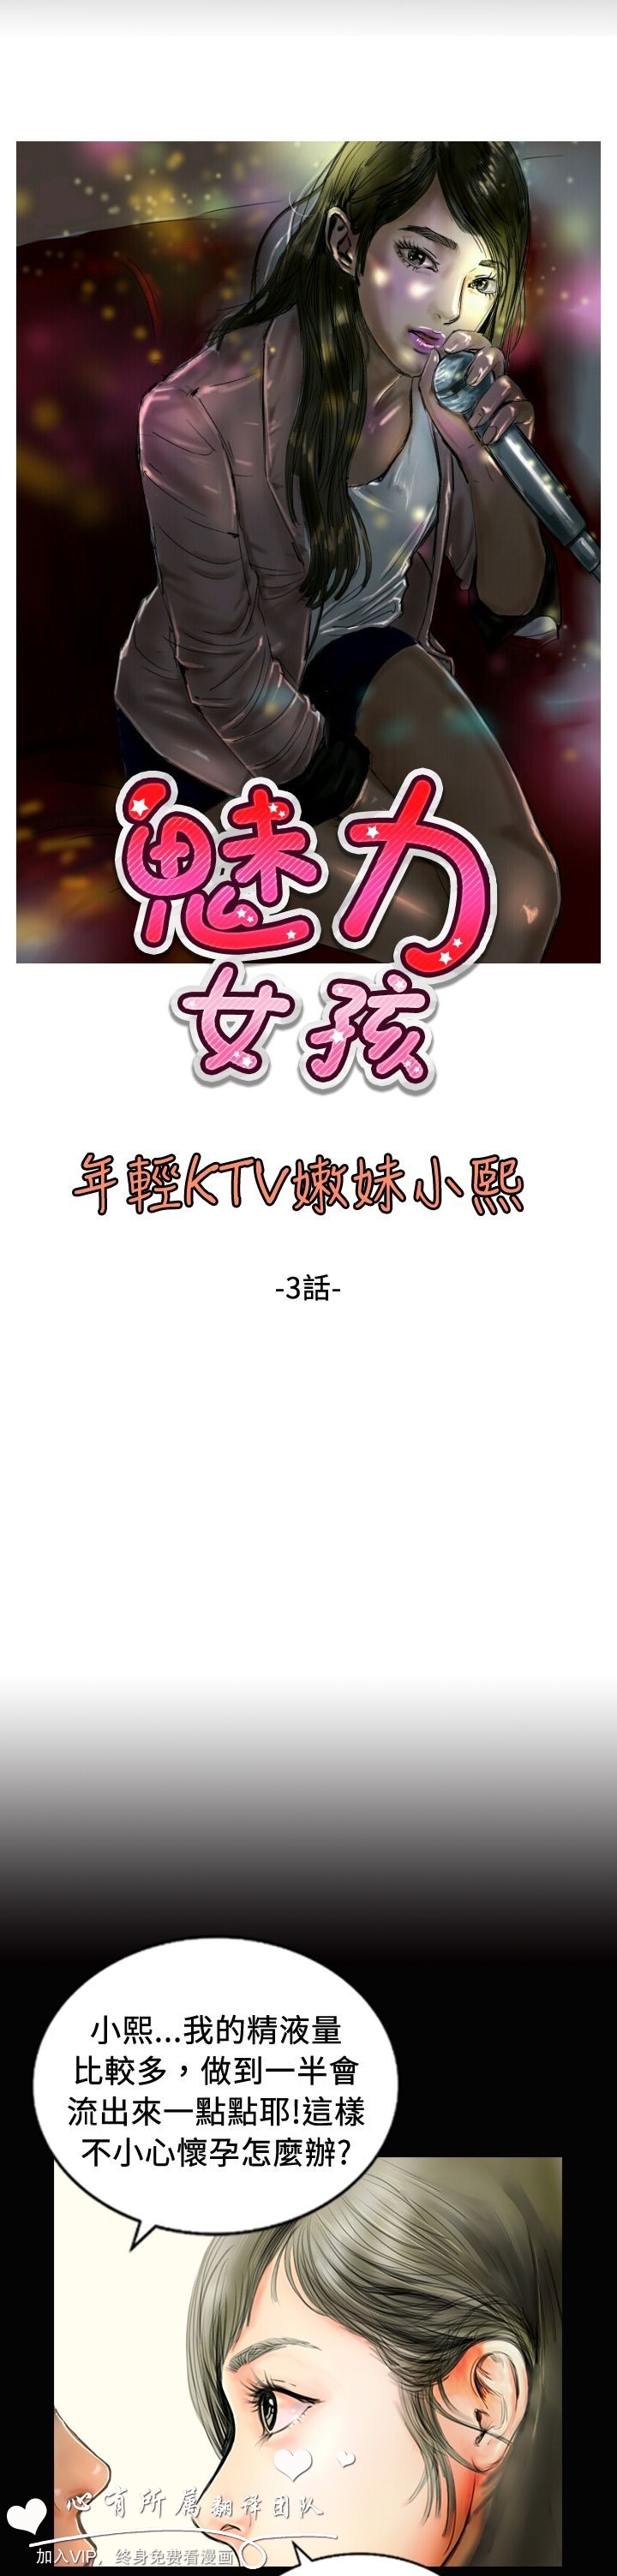 魅力
女孩
年輕KTV嫩妹小熙
-3話-
小熙...我的精液量
比較多，做到一半會
流出來一點點耶!這樣
不小心懷孕怎麼辦?
心有所属翻译团队
加入VIP，终身免费看漫画